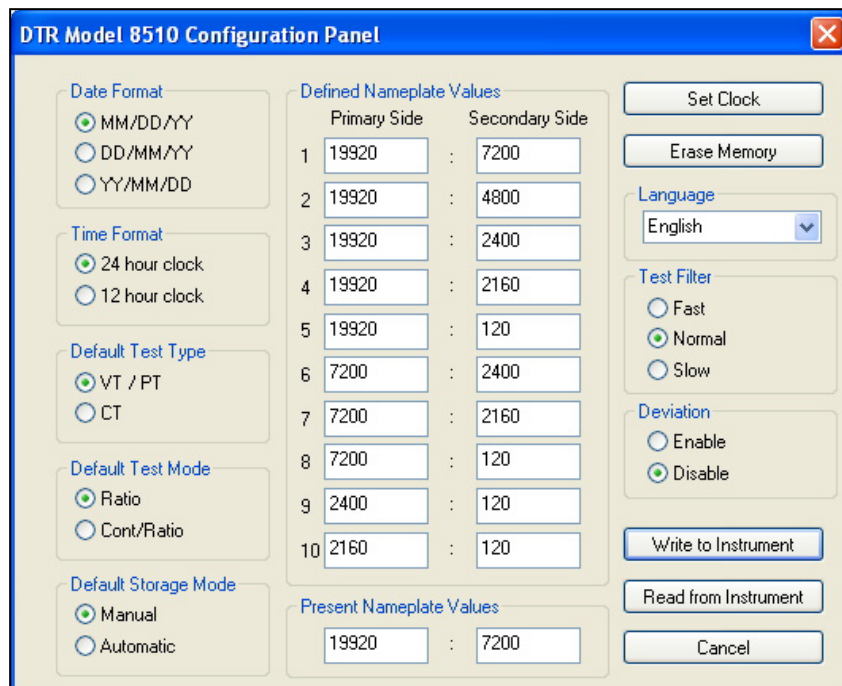 DTR Model 8510 Configuration Panel
Date Format
MM/DD/YY
DD/MM/YY
YY/MM/DD
Time Format
24 hour clock
12 hour clock
Default Test Type
VT / PT
CT
Default Test Mode
Ratio
Cont/Ratio
Default Storage Mode
Manual
Automatic
Defined Nameplate Values
Primary Side Secondary Side
1 19920 : 7200
2 19920 : 4800
3 19920 : 2400
4 19920 : 2160
5 19920 : 120
6 7200 : 2400
7 7200 : 2160
8 7200 : 120
9 2400 : 120
10 2160 : 120
Present Nameplate Values
19920 : 7200
Set Clock
Erase Memory
Language
English
Test Filter
Fast
Normal
Slow
Deviation
Enable
Disable
Write to Instrument
Read from Instrument
Cancel